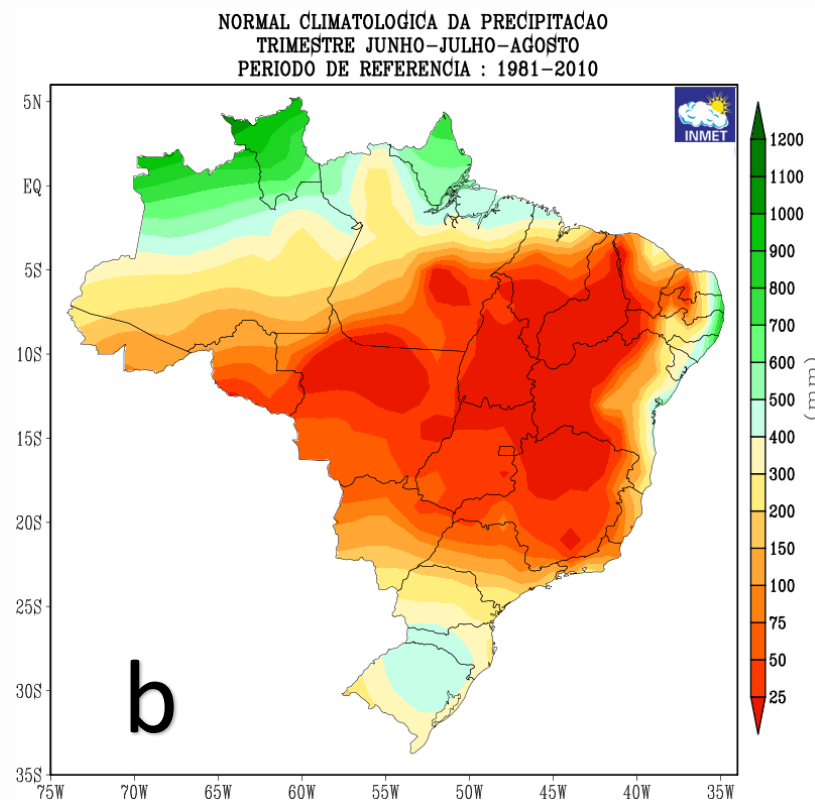 NORMAL CLIMATOLOGICA DA PRECIPITACAO
TRIMESTRE JUNHO-JULHO-AGOSTO
PERIODO DE REFERENCIA : 1981-2010
INMET
5N
EQ
5S
10S
15S
20S
25S
30S
35S
75W 70W 65W 60W 55W 50W 45W 40W 35W
1200
1100
1000
900
800
700
600
500
400
300
200
150
100
75
50
25
b